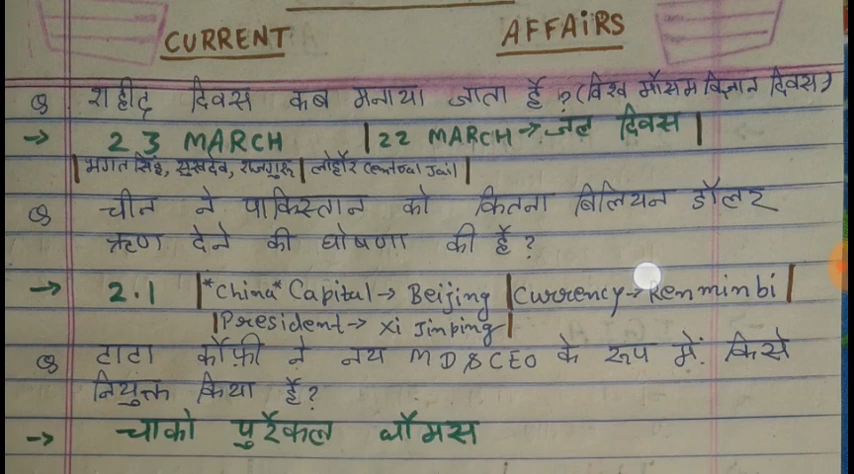 CURRENT AFFAIRS
Q शहीद दिवस कब मनाया जाता है ? (विश्व मौसम विज्ञान दिवस)
→ 23 MARCH | 22 MARCH → जल दिवस |
| भगत सिंह, सुखदेव, राजगुरू | लाहौर Central Jail |
Q चीन ने पाकिस्तान को कितना बिलियन डॉलर
ऋण देने की घोषणा की है ?
→ 2.1 | *China* Capital → Beijing | Currency → Renminbi |
| President → Xi Jinping |
Q टाटा कॉफी ने नय MD & CEO के रूप में किसे
नियुक्त किया है ?
→ चाको पुरैकल थॉमस